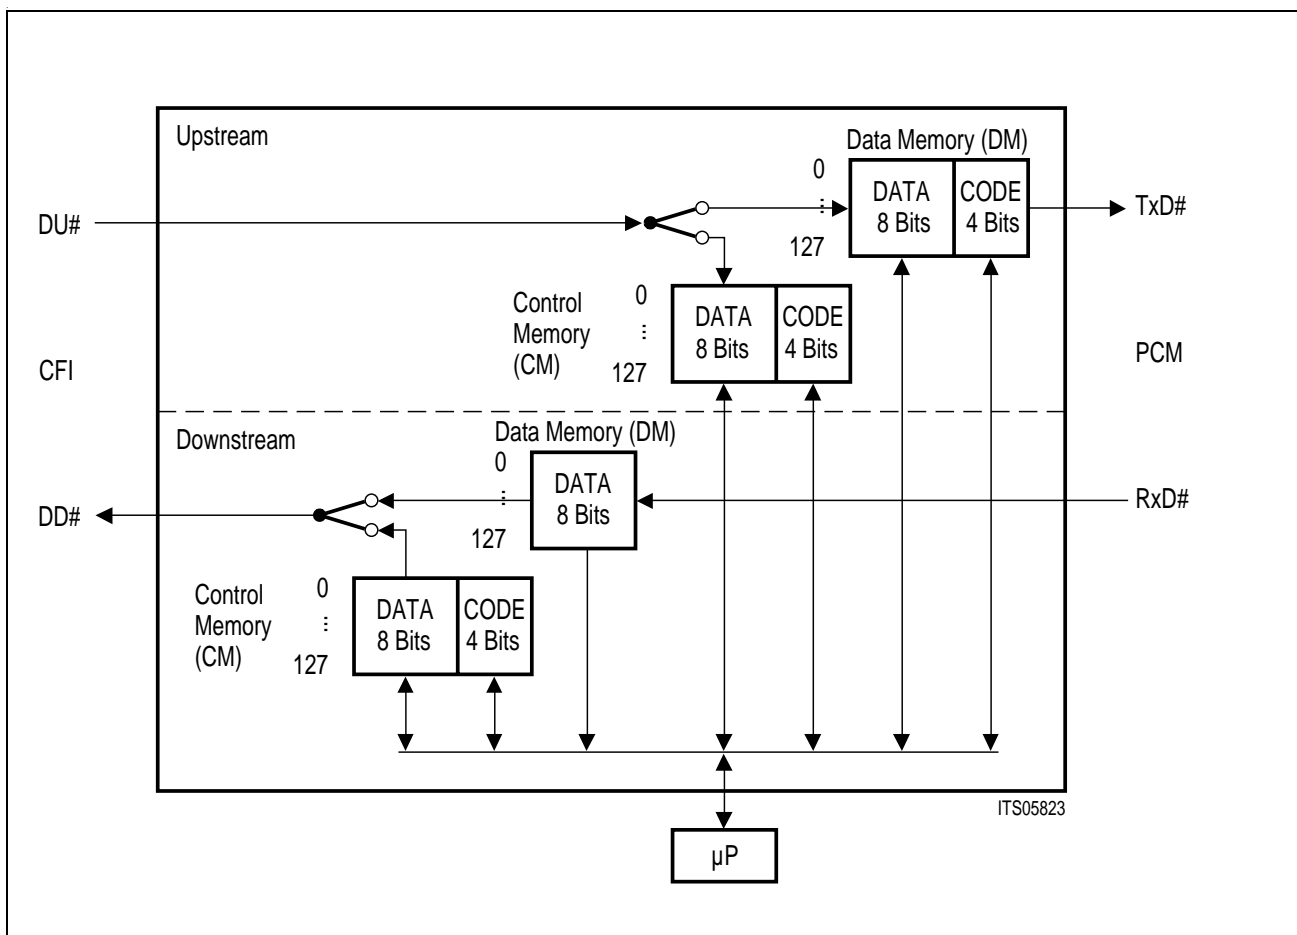 Upstream
Data Memory (DM)
0
...
127
DATA
8 Bits
CODE
4 Bits
TxD#
DU#
Control
Memory
(CM)
0
...
127
DATA
8 Bits
CODE
4 Bits
CFI
PCM
Downstream
Data Memory (DM)
0
...
127
DATA
8 Bits
RxD#
DD#
Control
Memory
(CM)
0
...
127
DATA
8 Bits
CODE
4 Bits
ITS05823
µP